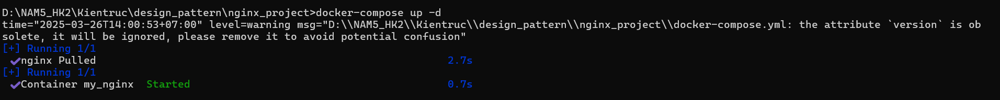 D:\NAM5_HK2\Kientruc\design_pattern\nginx_project>docker-compose up -d
time="2025-03-26T14:00:53+07:00" level=warning msg="D:\\NAM5_HK2\\Kientruc\\design_pattern\\nginx_project\\docker-compose.yml: the attribute `version` is ob
solete, it will be ignored, please remove it to avoid potential confusion"
[+] Running 1/1
✔nginx Pulled 2.7s
[+] Running 1/1
✔Container my_nginx Started 0.7s